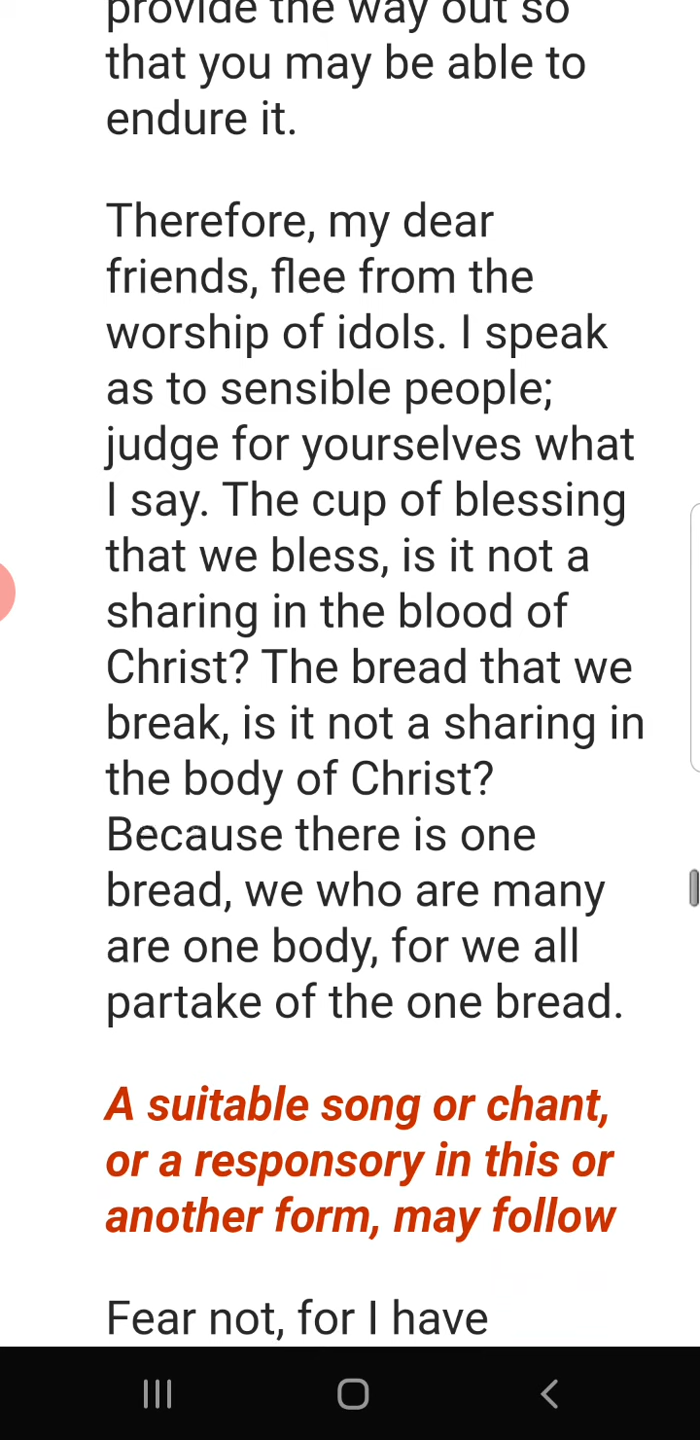 provide the way out so
that you may be able to
endure it.
Therefore, my dear
friends, flee from the
worship of idols. I speak
as to sensible people;
judge for yourselves what
I say. The cup of blessing
that we bless, is it not a
sharing in the blood of
Christ? The bread that we
break, is it not a sharing in
the body of Christ?
Because there is one
bread, we who are many
are one body, for we all
partake of the one bread.
A suitable song or chant,
or a responsory in this or
another form, may follow
Fear not, for I have